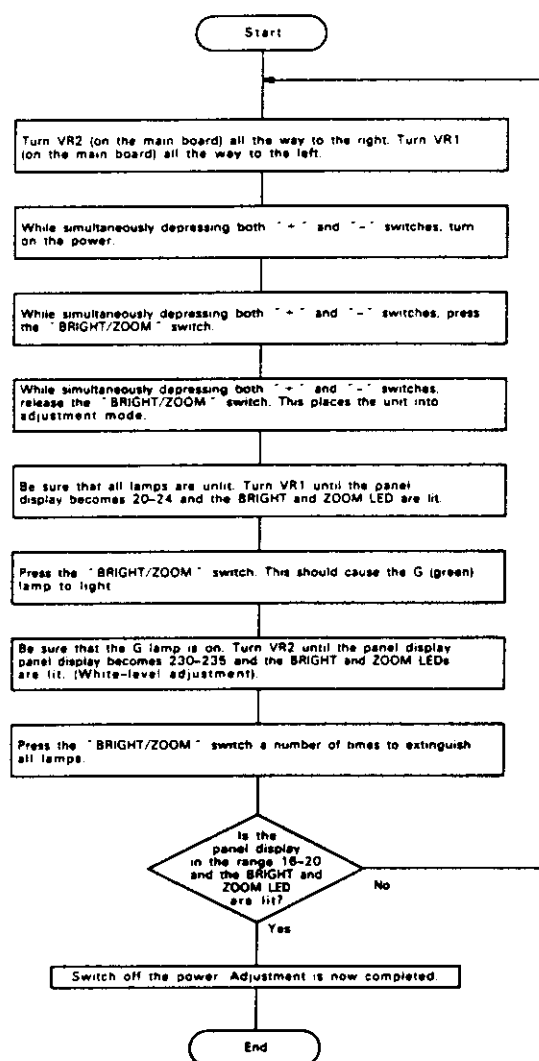 Start
Turn VR2 (on the main board) all the way to the right. Turn VR1
(on the main board) all the way to the left.
While simultaneously depressing both "+" and "-" switches, turn
on the power.
While simultaneously depressing both "+" and "-" switches, press
the "BRIGHT/ZOOM" switch.
While simultaneously depressing both "+" and "-" switches,
release the "BRIGHT/ZOOM" switch. This places the unit into
adjustment mode.
Be sure that all lamps are unlit. Turn VR1 until the panel
display becomes 20-24 and the BRIGHT and ZOOM LED are lit.
Press the "BRIGHT/ZOOM" switch. This should cause the G (green)
lamp to light
Be sure that the G lamp is on. Turn VR2 until the panel display
panel display becomes 230-235 and the BRIGHT and ZOOM LEDs
are lit. (White-level adjustment).
Press the "BRIGHT/ZOOM" switch a number of times to extinguish
all lamps.
Is the
panel display
in the range 16-20
and the BRIGHT and
ZOOM LED
are lit?
No
Yes
Switch off the power. Adjustment is now completed.
End